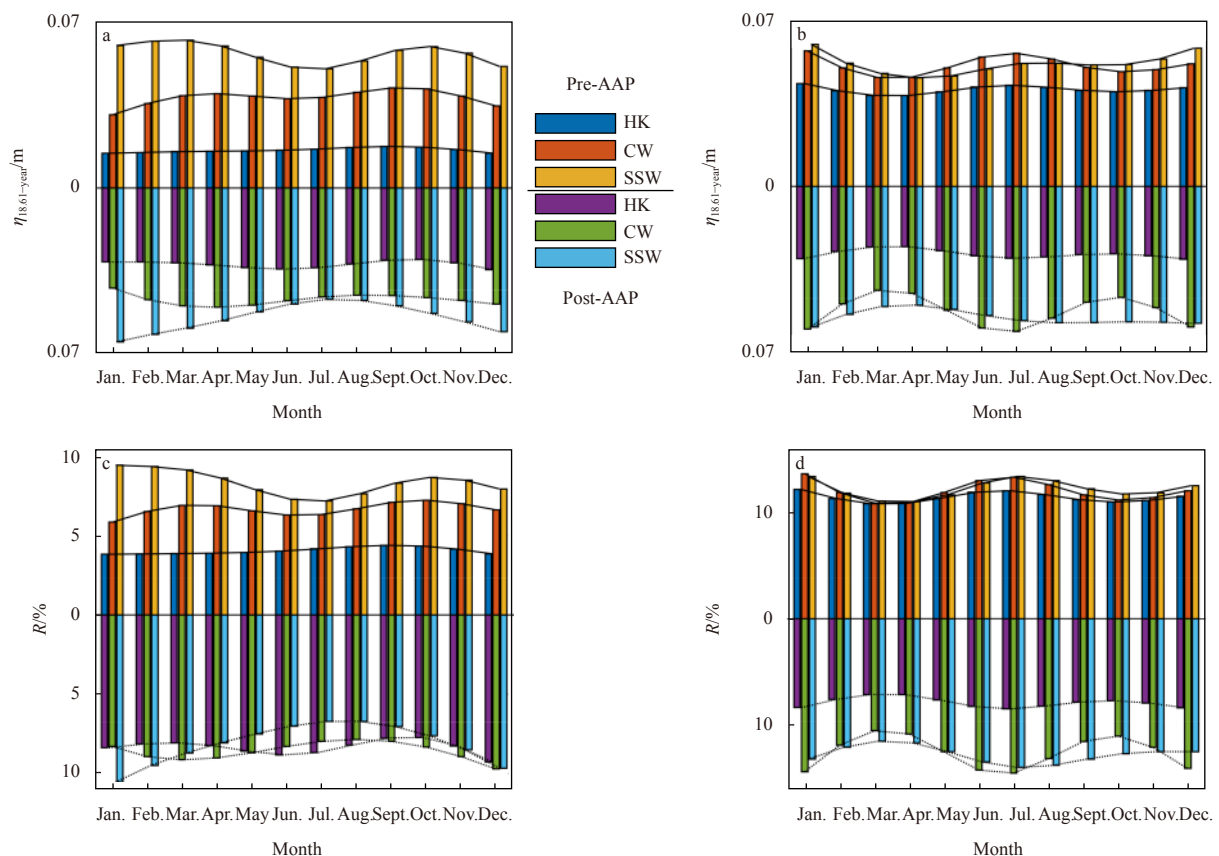 0.07
a
0
0.07
η18.61−year/m
Jan. Feb. Mar. Apr. May Jun. Jul. Aug. Sept. Oct. Nov. Dec.
Month
Pre-AAP
HK
CW
SSW
HK
CW
SSW
Post-AAP
0.07
b
0
0.07
η18.61−year/m
Jan. Feb. Mar. Apr. May Jun. Jul. Aug. Sept. Oct. Nov. Dec.
Month
10
c
5
0
5
10
R/%
Jan. Feb. Mar. Apr. May Jun. Jul. Aug. Sept. Oct. Nov. Dec.
Month
d
10
0
10
R/%
Jan. Feb. Mar. Apr. May Jun. Jul. Aug. Sept. Oct. Nov. Dec.
Month